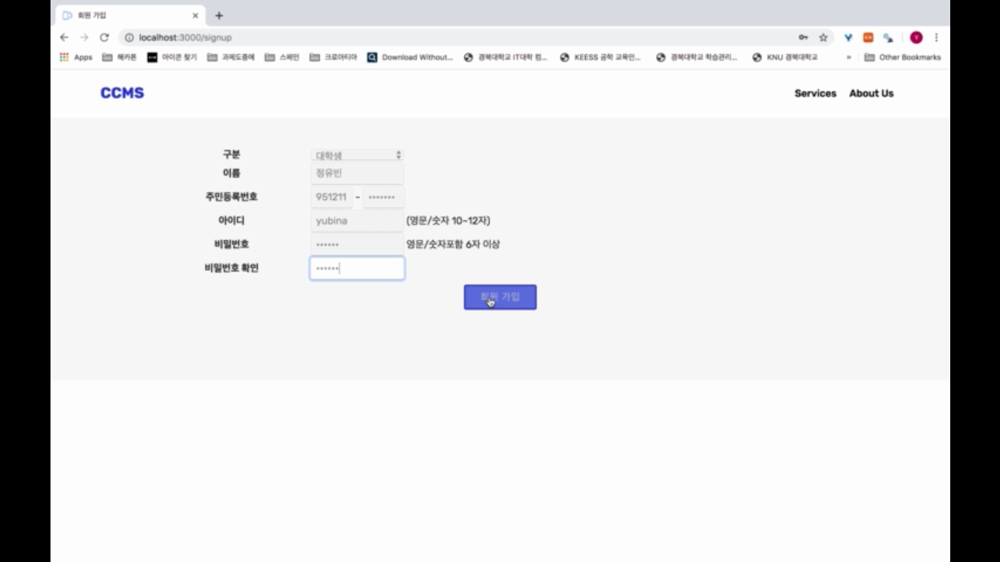 회원 가입
localhost:3000/signup
Apps 해카톤 아이콘 찾기 과제도중에 스페인 크로아티아 Download Without... 경북대학교 IT대학 컴... KEESS 공학 교육인... 경북대학교 학습관리... KNU 경북대학교 » Other Bookmarks
CCMS Services About Us
구분 대학생
이름 정유빈
주민등록번호 951211 - •••••••
아이디 yubina (영문/숫자 10~12자)
비밀번호 •••••• 영문/숫자포함 6자 이상
비밀번호 확인 ••••••
회원 가입